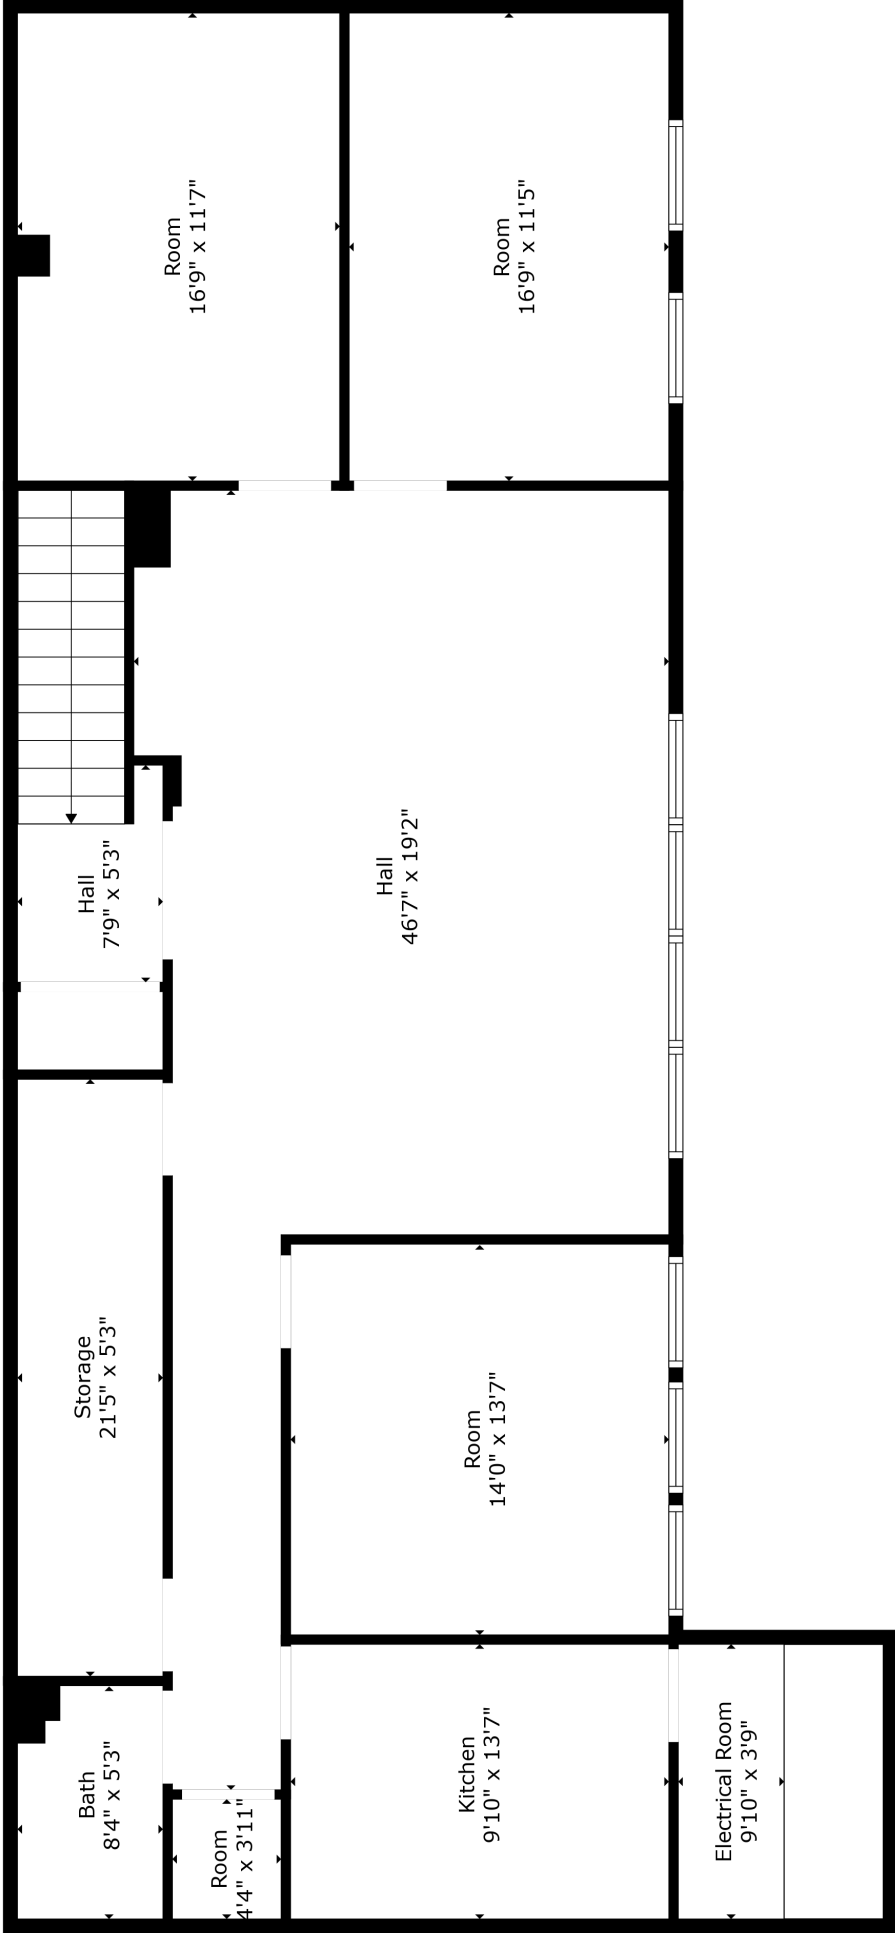 Room
16'9" x 11'7"
Room
16'9" x 11'5"
Hall
7'9" x 5'3"
Hall
46'7" x 19'2"
Storage
21'5" x 5'3"
Room
14'0" x 13'7"
Bath
8'4" x 5'3"
Room
4'4" x 3'11"
Kitchen
9'10" x 13'7"
Electrical Room
9'10" x 3'9"